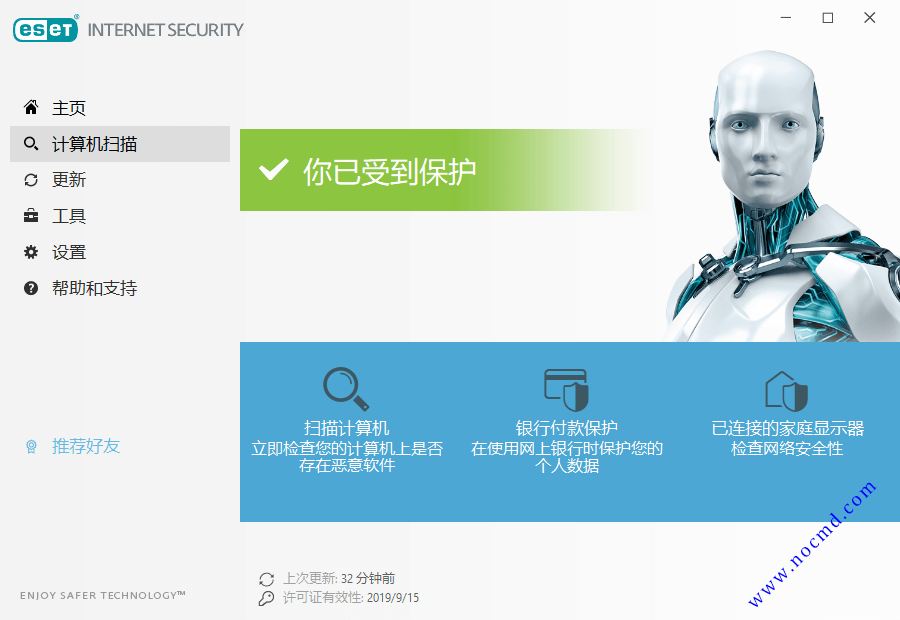 eseT® INTERNET SECURITY
主页
计算机扫描
更新
工具
设置
帮助和支持
推荐好友
ENJOY SAFER TECHNOLOGY™
你已受到保护
扫描计算机
立即检查您的计算机上是否
存在恶意软件
银行付款保护
在使用网上银行时保护您的
个人数据
已连接的家庭显示器
检查网络安全性
上次更新: 32 分钟前
许可证有效性: 2019/9/15
www.nocmd.com